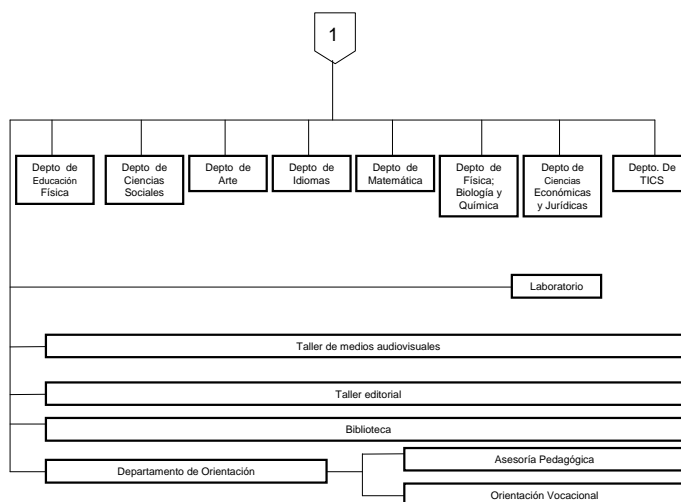 1
Depto de
Educación
Física
Depto de
Ciencias
Sociales
Depto de
Arte
Depto de
Idiomas
Depto de
Matemática
Depto de
Física;
Biología y
Química
Depto de
Ciencias
Económicas
y Jurídicas
Depto. De
TICS
Laboratorio
Taller de medios audiovisuales
Taller editorial
Biblioteca
Departamento de Orientación
Asesoría Pedagógica
Orientación Vocacional